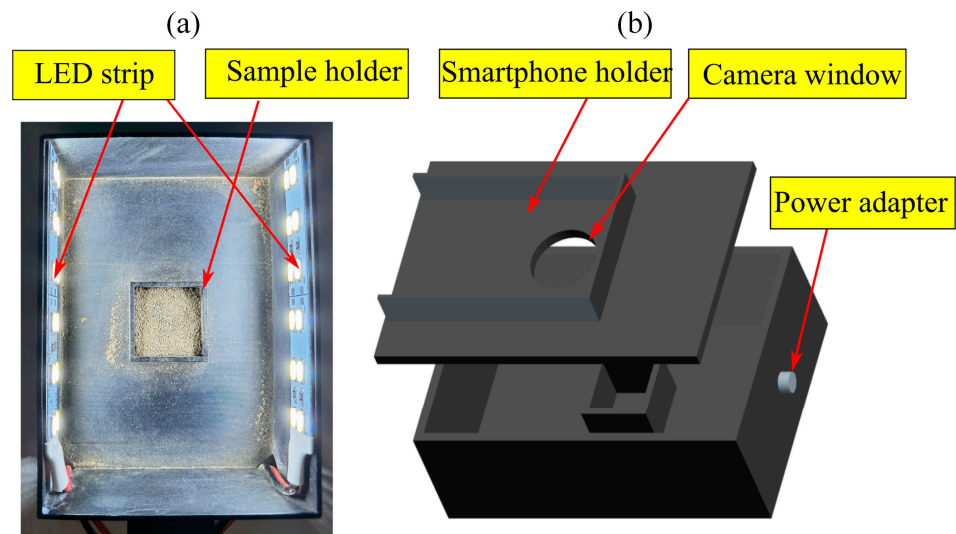 (a)
(b)
LED strip
Sample holder
Smartphone holder
Camera window
Power adapter